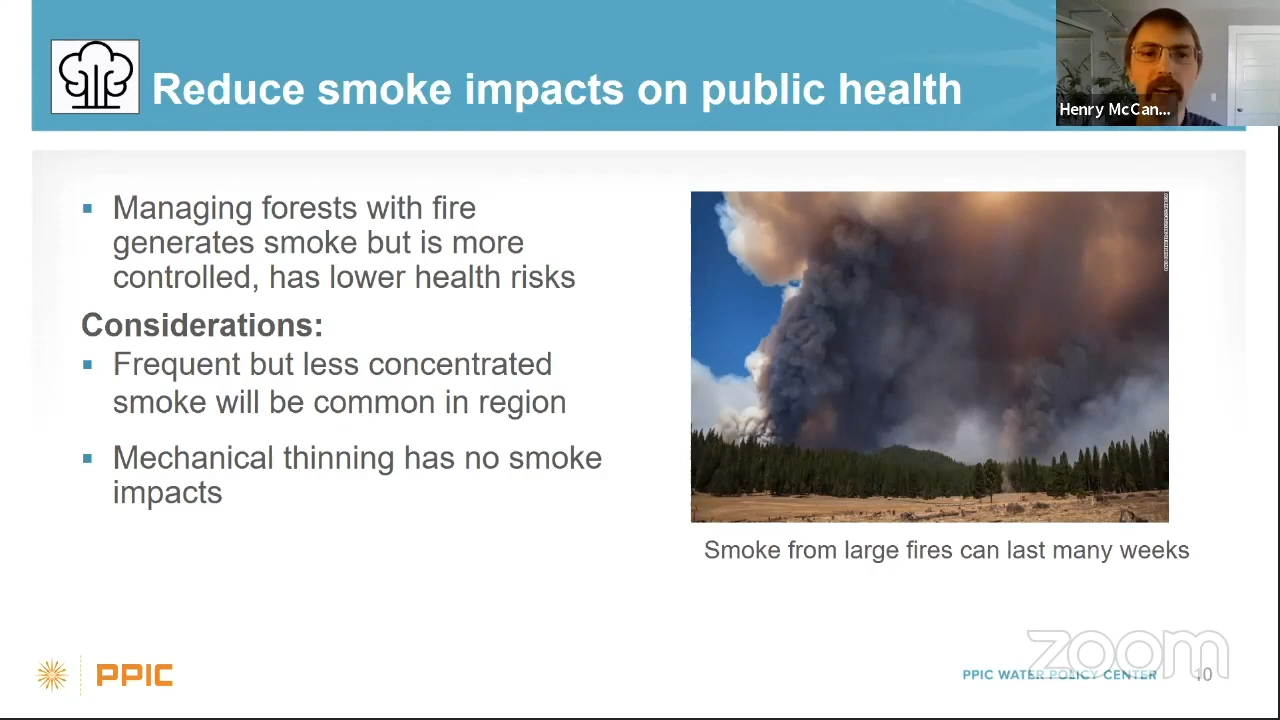 Reduce smoke impacts on public health
Henry McCan...
▪ Managing forests with fire
generates smoke but is more
controlled, has lower health risks
Considerations:
▪ Frequent but less concentrated
smoke will be common in region
▪ Mechanical thinning has no smoke
impacts
Smoke from large fires can last many weeks
PPIC
PPIC WATER POLICY CENTER
zoom
10